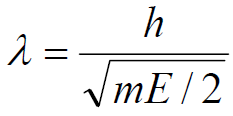 λ = h / √(mE / 2)